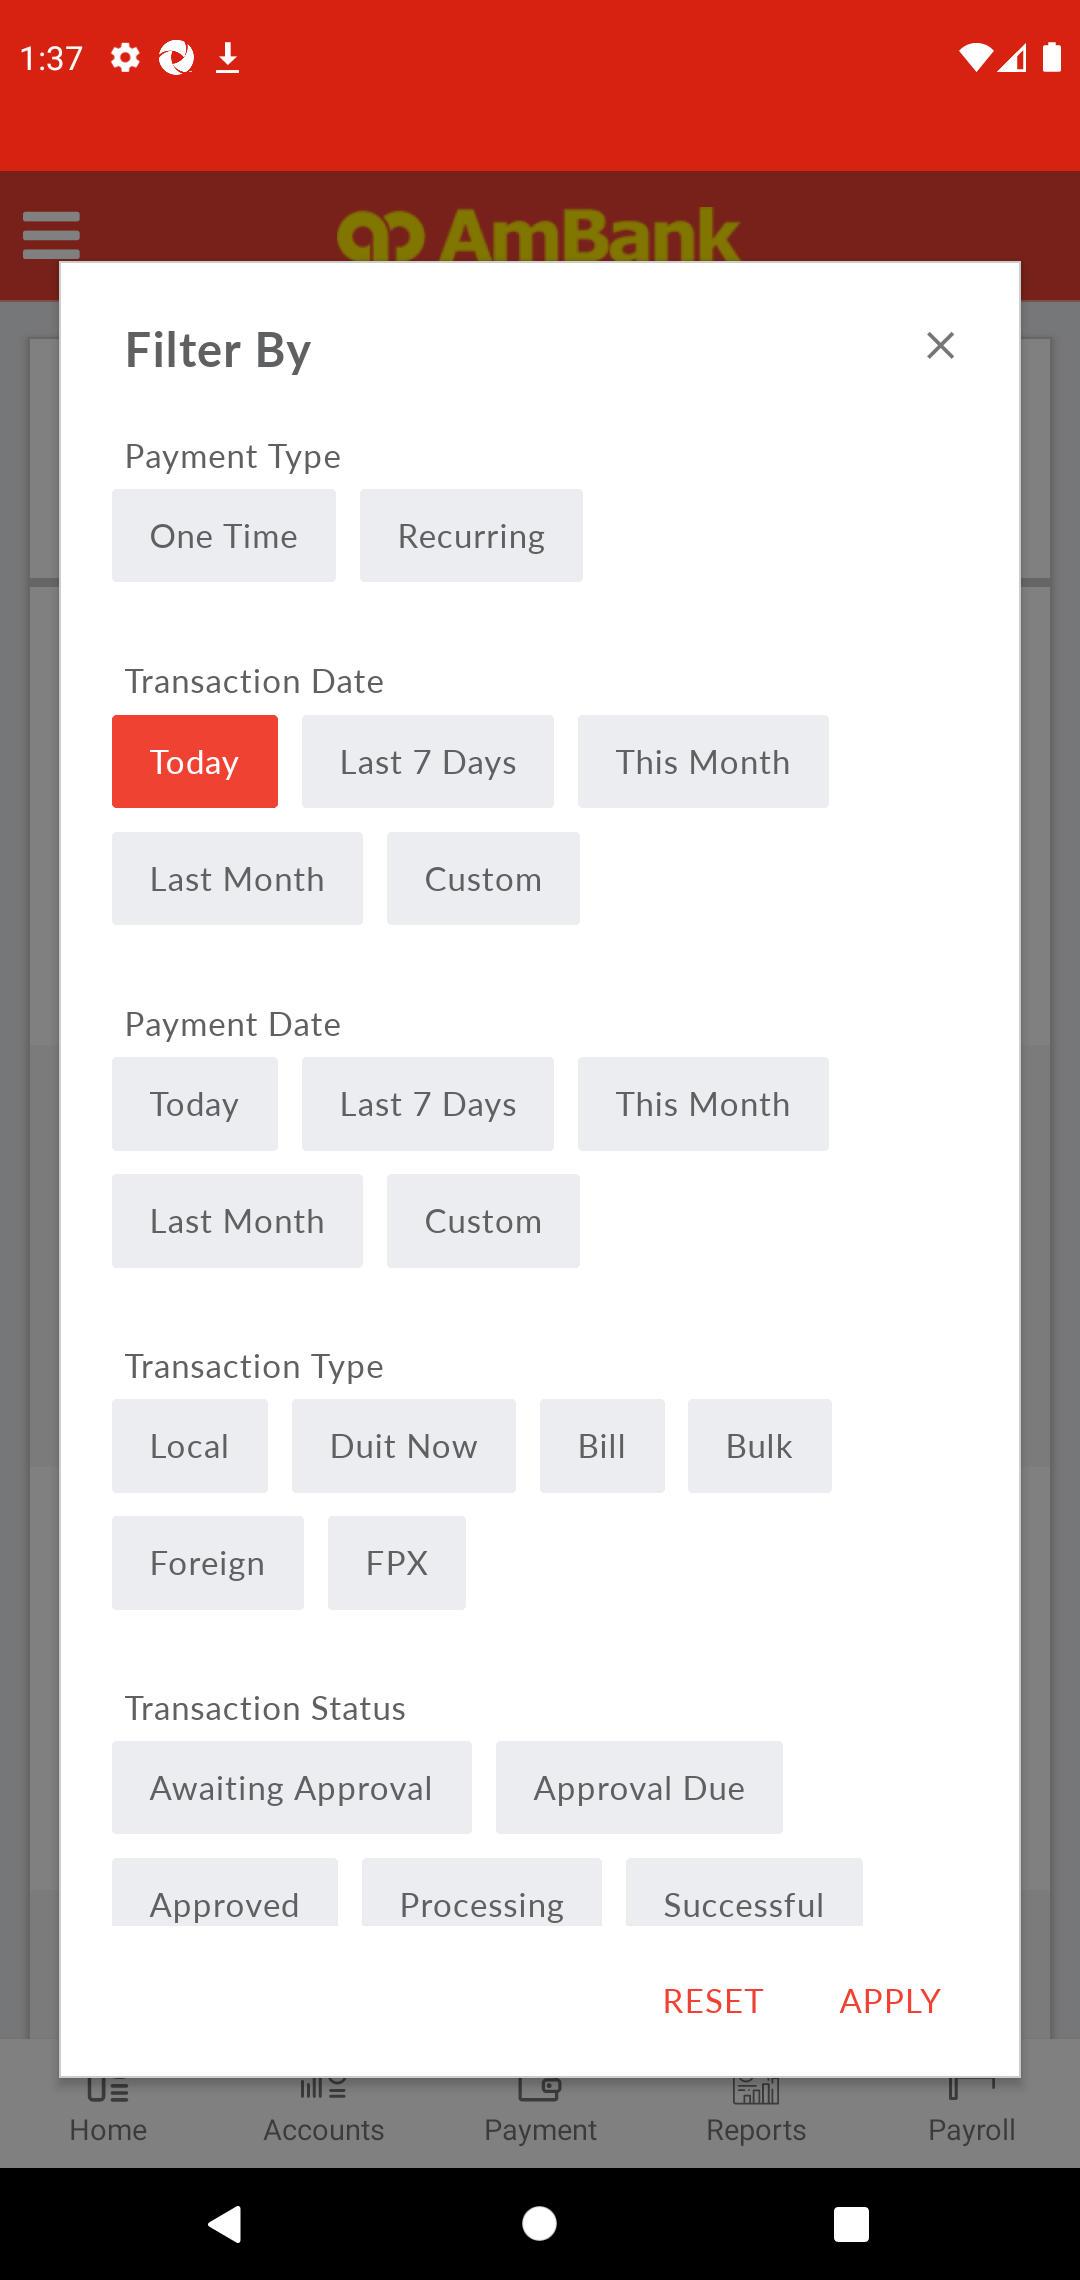 1:37
AmBank
Filter By
Payment Type
One Time Recurring
Transaction Date
Today Last 7 Days This Month
Last Month Custom
Payment Date
Today Last 7 Days This Month
Last Month Custom
Transaction Type
Local Duit Now Bill Bulk
Foreign FPX
Transaction Status
Awaiting Approval Approval Due
Approved Processing Successful
RESET APPLY
Home Accounts Payment Reports Payroll